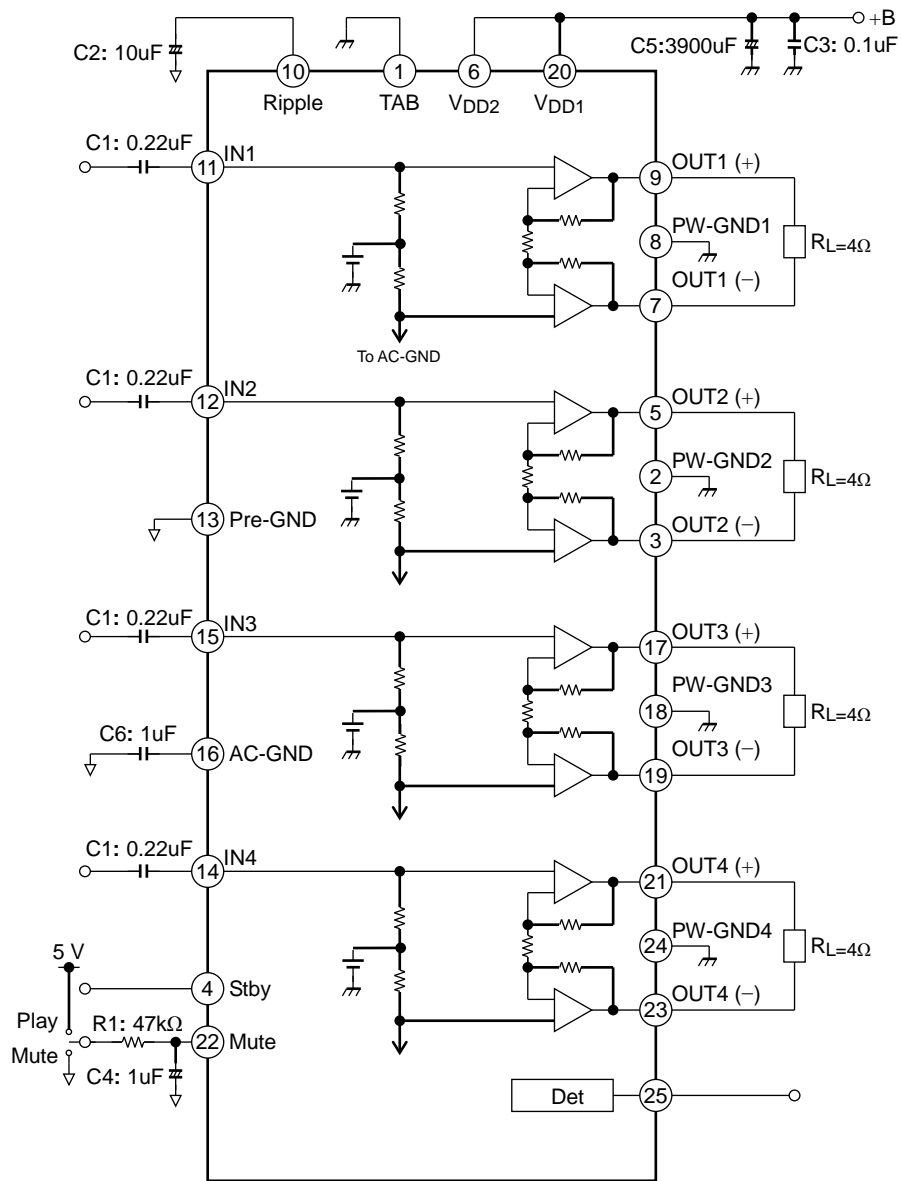 +B
C2: 10uF
C5:3900uF
C3: 0.1uF
10
1
6
20
Ripple
TAB
VDD2
VDD1
C1: 0.22uF
11
IN1
9
OUT1 (+)
8
PW-GND1
RL=4Ω
7
OUT1 (−)
To AC-GND
C1: 0.22uF
12
IN2
5
OUT2 (+)
2
PW-GND2
RL=4Ω
13
Pre-GND
3
OUT2 (−)
C1: 0.22uF
15
IN3
17
OUT3 (+)
18
PW-GND3
RL=4Ω
C6: 1uF
16
AC-GND
19
OUT3 (−)
C1: 0.22uF
14
IN4
21
OUT4 (+)
24
PW-GND4
RL=4Ω
5 V
4
Stby
23
OUT4 (−)
Play
R1: 47kΩ
22
Mute
Mute
C4: 1uF
Det
25